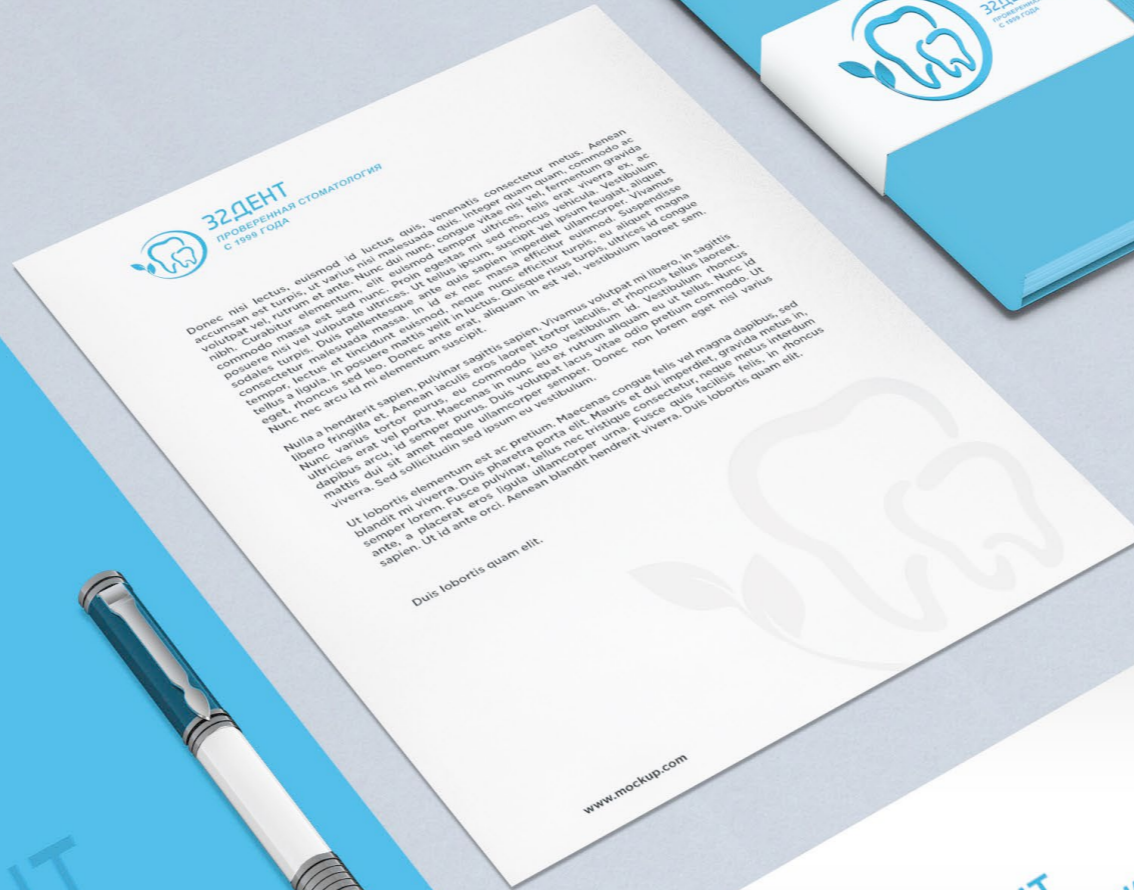 32ДЕНТ
ПРОВЕРЕННАЯ СТОМАТОЛОГИЯ
С 1999 ГОДА
Donec nisi lectus, euismod id luctus quis, venenatis consectetur metus. Aenean
accumsan est turpis, ut varius nisi malesuada quis. Integer quam quam, commodo ac
volutpat vel, rutrum et ante. Nunc dui nunc, congue vitae nisl vel, fermentum gravida
nibh. Curabitur elementum, elit euismod tempor ultrices, felis erat viverra ex, ac
commodo massa est sed nunc. Proin egestas mi sed rhoncus vehicula. Vestibulum
posuere nisi vel vulputate ultrices. Ut tellus ipsum, suscipit vel ipsum feugiat, aliquet
sodales turpis. Duis pellentesque ante quis sapien imperdiet ullamcorper. Vivamus
consectetur malesuada massa. In id ex nec massa efficitur euismod. Suspendisse
tempor, lectus et tincidunt euismod, neque nunc efficitur turpis, eu aliquet magna
tellus a ligula. In posuere mattis velit in luctus. Quisque risus turpis, ultrices id congue
eget, rhoncus sed leo. Donec ante erat, aliquam in est vel, vestibulum laoreet sem.
Nunc nec arcu id mi elementum suscipit.
Nulla a hendrerit sapien, pulvinar sagittis sapien. Vivamus volutpat mi libero, in sagittis
libero fringilla et. Aenean iaculis eros laoreet tortor iaculis, et rhoncus tellus laoreet.
Nunc varius tortor purus, eu commodo justo vestibulum id. Vestibulum rhoncus
ultricies erat vel porta. Maecenas in nunc eu ex rutrum aliquam eu ut tellus. Nunc id
dapibus arcu, id semper purus. Duis volutpat lacus vitae odio pretium commodo. Ut
mattis dui sit amet neque ullamcorper semper. Donec non lorem eget nisl varius
viverra. Sed sollicitudin sed ipsum eu vestibulum.
Ut lobortis elementum est ac pretium. Maecenas congue felis vel magna dapibus, sed
blandit mi viverra. Duis pharetra porta elit. Mauris et dui imperdiet, gravida metus in,
semper lorem. Fusce pulvinar, tellus nec tristique consectetur, neque metus interdum
ante, a placerat eros ligula ullamcorper urna. Fusce quis facilisis felis, in rhoncus
sapien. Ut id ante orci. Aenean blandit hendrerit viverra. Duis lobortis quam elit.
Duis lobortis quam elit.
www.mockup.com
С 1999 ГОДА